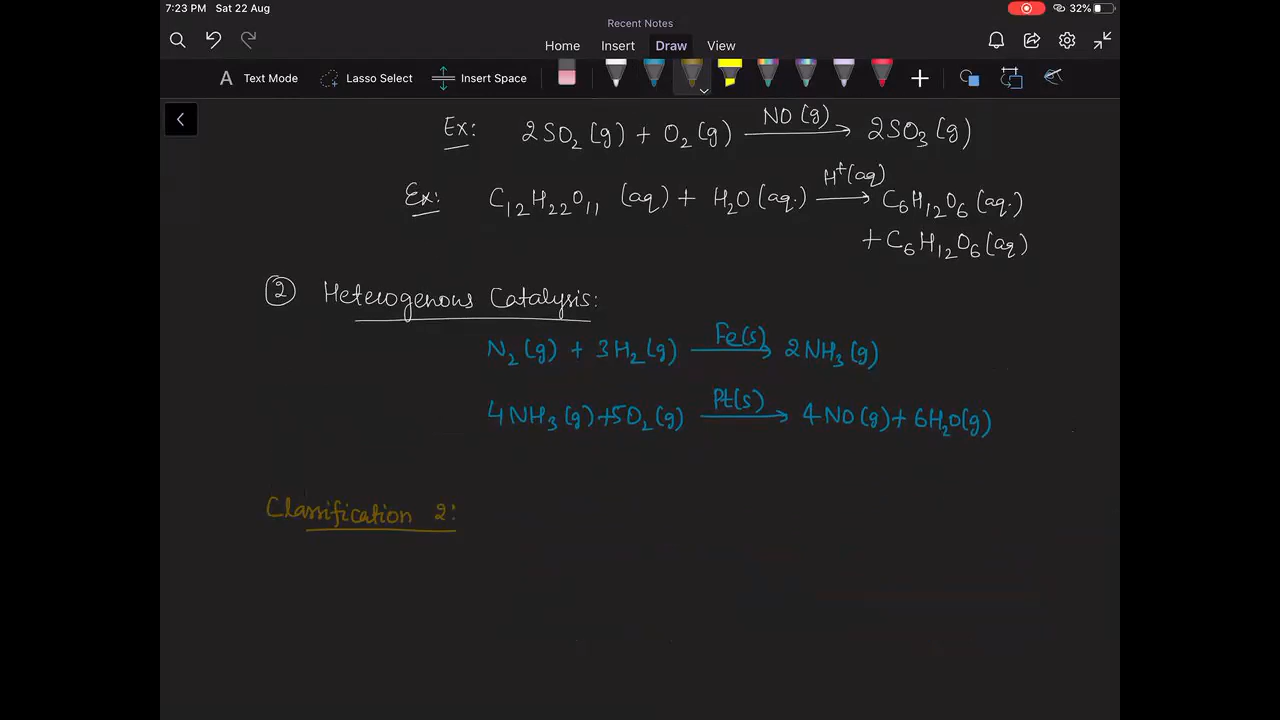 7:23 PM Sat 22 Aug 32%
Recent Notes
Home Insert Draw View
A Text Mode Lasso Select Insert Space
Ex: 2SO₂(g) + O₂(g) NO(g) → 2SO₃(g)
Ex: C₁₂H₂₂O₁₁ (aq) + H₂O(aq.) H⁺(aq) → C₆H₁₂O₆(aq.)
+ C₆H₁₂O₆(aq)
② Heterogenous Catalysis:
N₂(g) + 3H₂(g) Fe(s) → 2NH₃(g)
4NH₃(g)+5O₂(g) Pt(s) → 4NO(g)+6H₂O(g)
Classification 2: